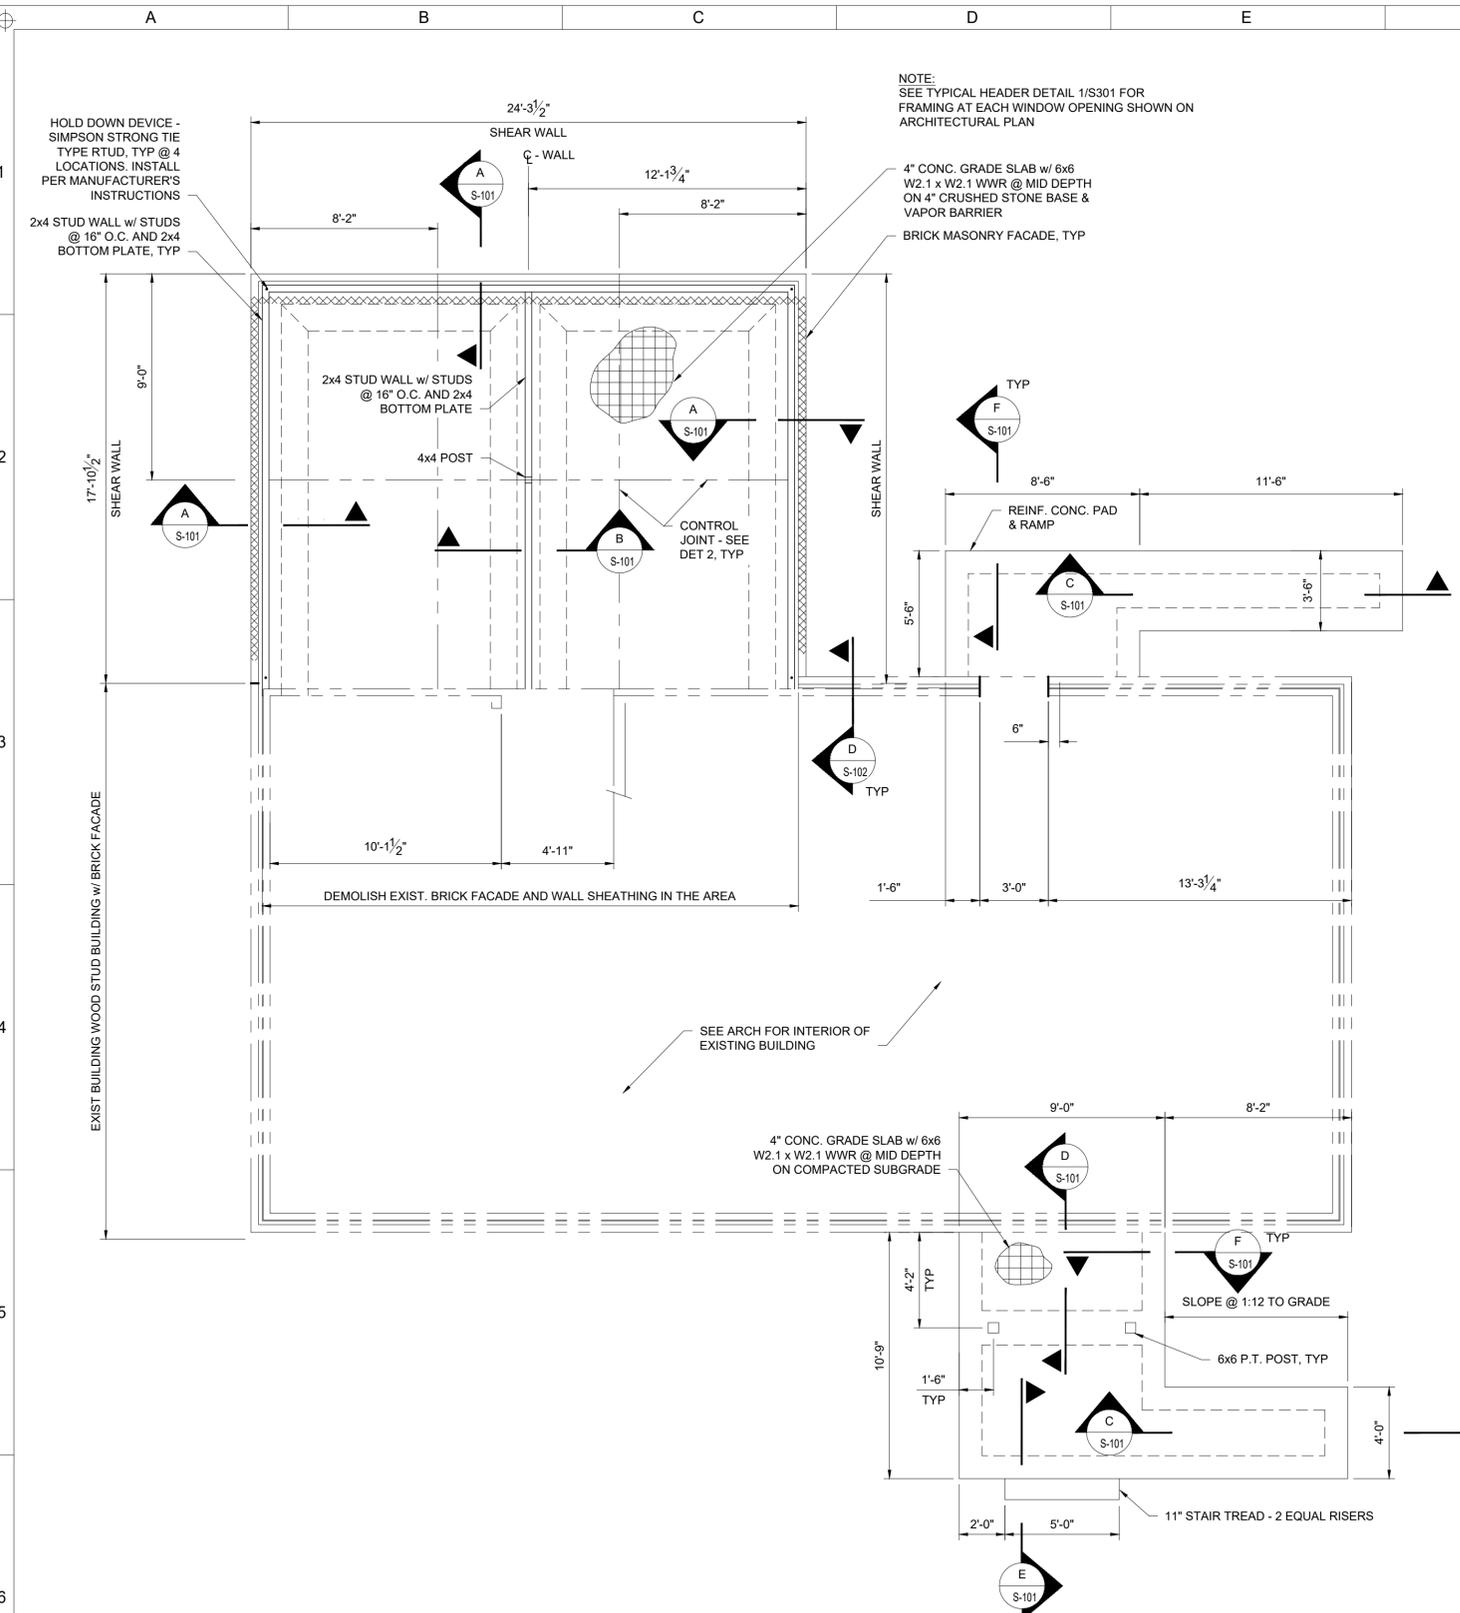 A B C D E
NOTE:
SEE TYPICAL HEADER DETAIL 1/S301 FOR
FRAMING AT EACH WINDOW OPENING SHOWN ON
ARCHITECTURAL PLAN
24'-3½"
SHEAR WALL
HOLD DOWN DEVICE -
SIMPSON STRONG TIE
TYPE RTUD, TYP @ 4
LOCATIONS. INSTALL
PER MANUFACTURER'S
INSTRUCTIONS
1
℄ - WALL
A
S-101
12'-1¾"
4" CONC. GRADE SLAB w/ 6x6
W2.1 x W2.1 WWR @ MID DEPTH
ON 4" CRUSHED STONE BASE &
VAPOR BARRIER
8'-2"
8'-2"
2x4 STUD WALL w/ STUDS
@ 16" O.C. AND 2x4
BOTTOM PLATE, TYP
BRICK MASONRY FACADE, TYP
9'-0"
2x4 STUD WALL w/ STUDS
@ 16" O.C. AND 2x4
BOTTOM PLATE
A
S-101
TYP
F
S-101
2
17'-10½"
SHEAR WALL
4x4 POST
SHEAR WALL
8'-6"
11'-6"
A
S-101
B
S-101
CONTROL
JOINT - SEE
DET 2, TYP
REINF. CONC. PAD
& RAMP
C
S-101
5'-6"
3'-6"
3
6"
D
S-102
TYP
10'-1½"
4'-11"
DEMOLISH EXIST. BRICK FACADE AND WALL SHEATHING IN THE AREA
1'-6"
3'-0"
13'-3¼"
EXIST BUILDING WOOD STUD BUILDING w/ BRICK FACADE
4
SEE ARCH FOR INTERIOR OF
EXISTING BUILDING
9'-0"
8'-2"
4" CONC. GRADE SLAB w/ 6x6
W2.1 x W2.1 WWR @ MID DEPTH
ON COMPACTED SUBGRADE
D
S-101
F
S-101
TYP
4'-2"
TYP
5
SLOPE @ 1:12 TO GRADE
10'-9"
6x6 P.T. POST, TYP
1'-6"
TYP
C
S-101
4'-0"
11" STAIR TREAD - 2 EQUAL RISERS
2'-0"
5'-0"
E
S-101
6